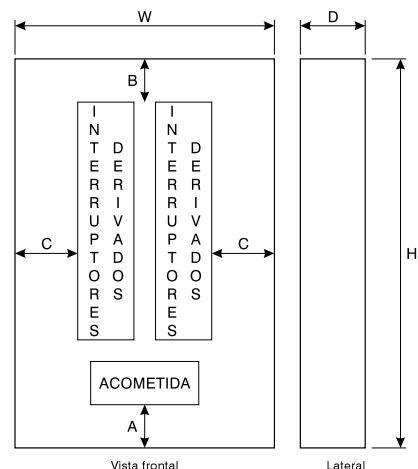 W
D
B
INTERRUPTORES
DERIVADOS
INTERRUPTORES
DERIVADOS
C
C
H
ACOMETIDA
A
Vista frontal
Lateral